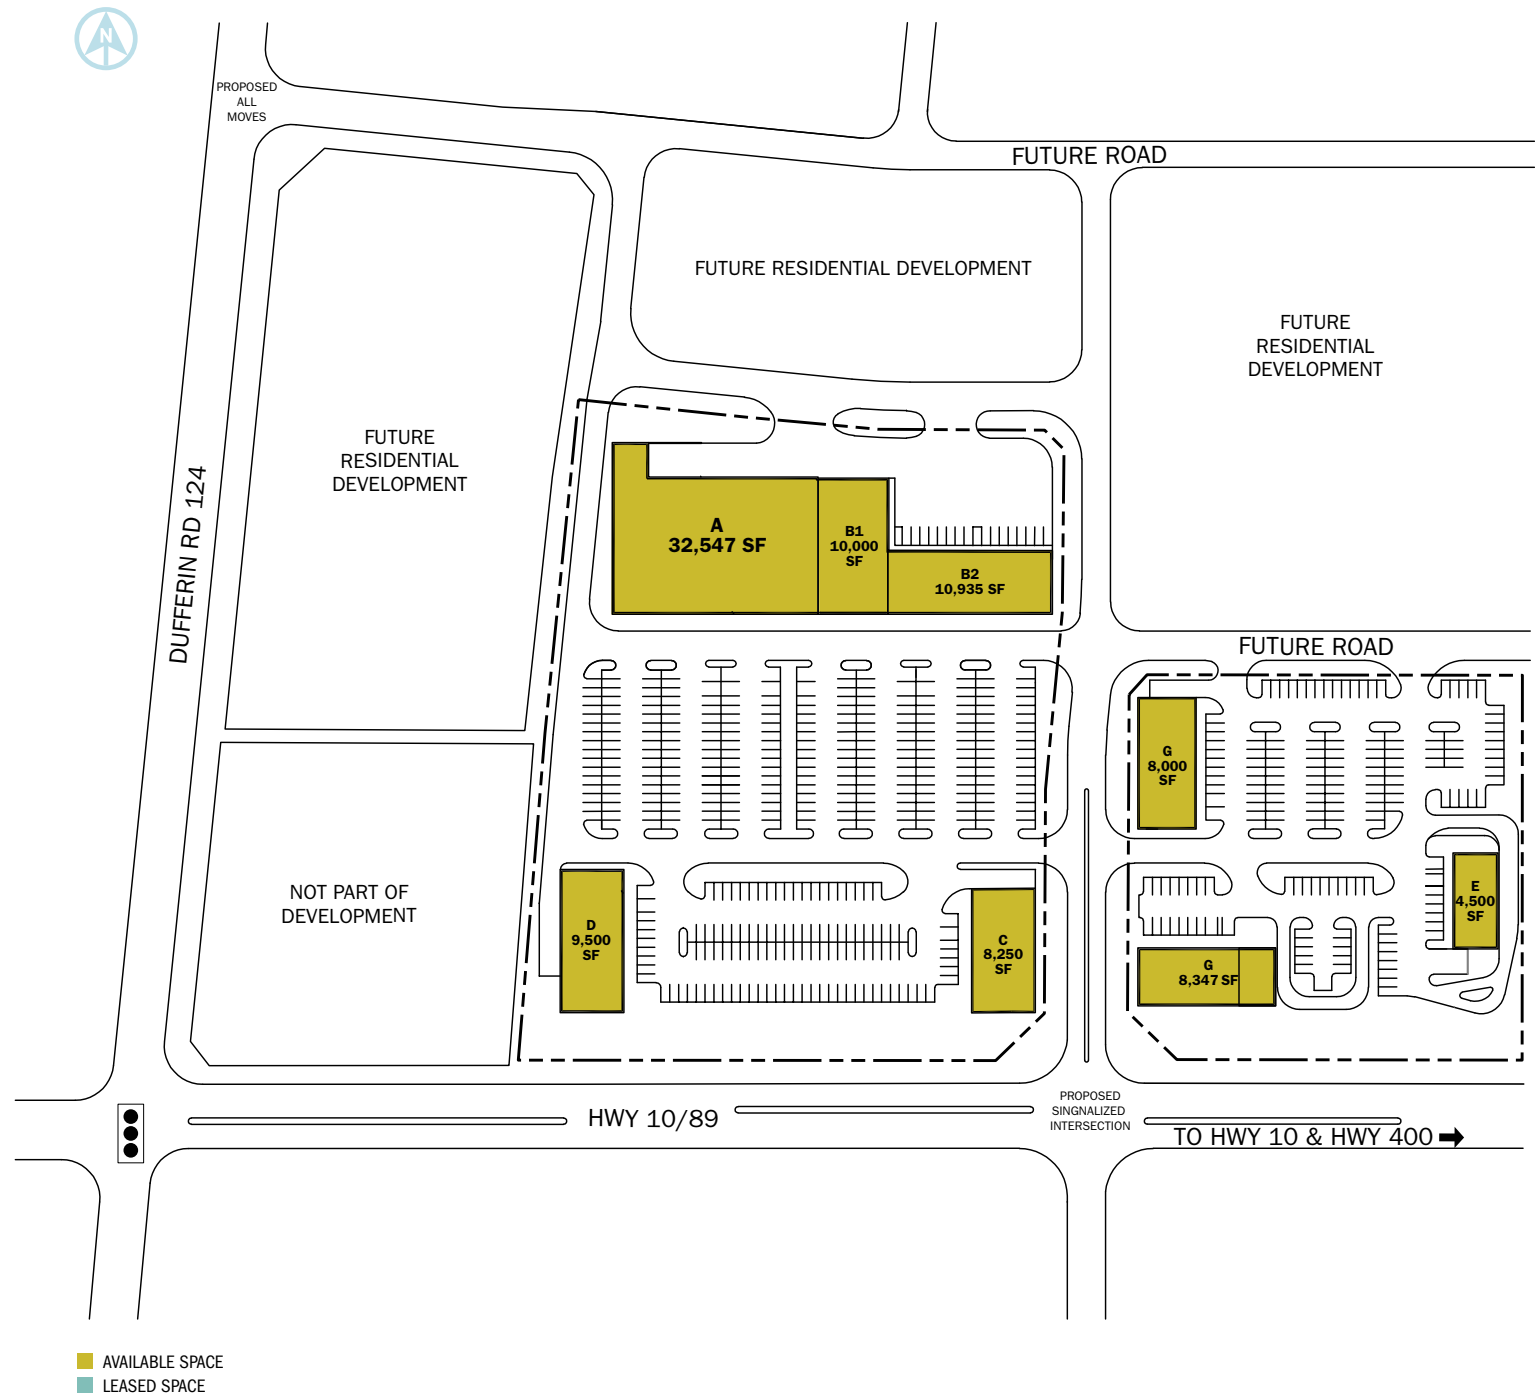 N
PROPOSED
ALL
MOVES
FUTURE ROAD
FUTURE RESIDENTIAL DEVELOPMENT
FUTURE
RESIDENTIAL
DEVELOPMENT
FUTURE
RESIDENTIAL
DEVELOPMENT
DUFFERIN RD 124
A
32,547 SF
B1
10,000
SF
B2
10,935 SF
FUTURE ROAD
G
8,000
SF
NOT PART OF
DEVELOPMENT
D
9,500
SF
C
8,250
SF
E
4,500
SF
G
8,347 SF
HWY 10/89
PROPOSED
SINGNALIZED
INTERSECTION
TO HWY 10 & HWY 400
AVAILABLE SPACE
LEASED SPACE